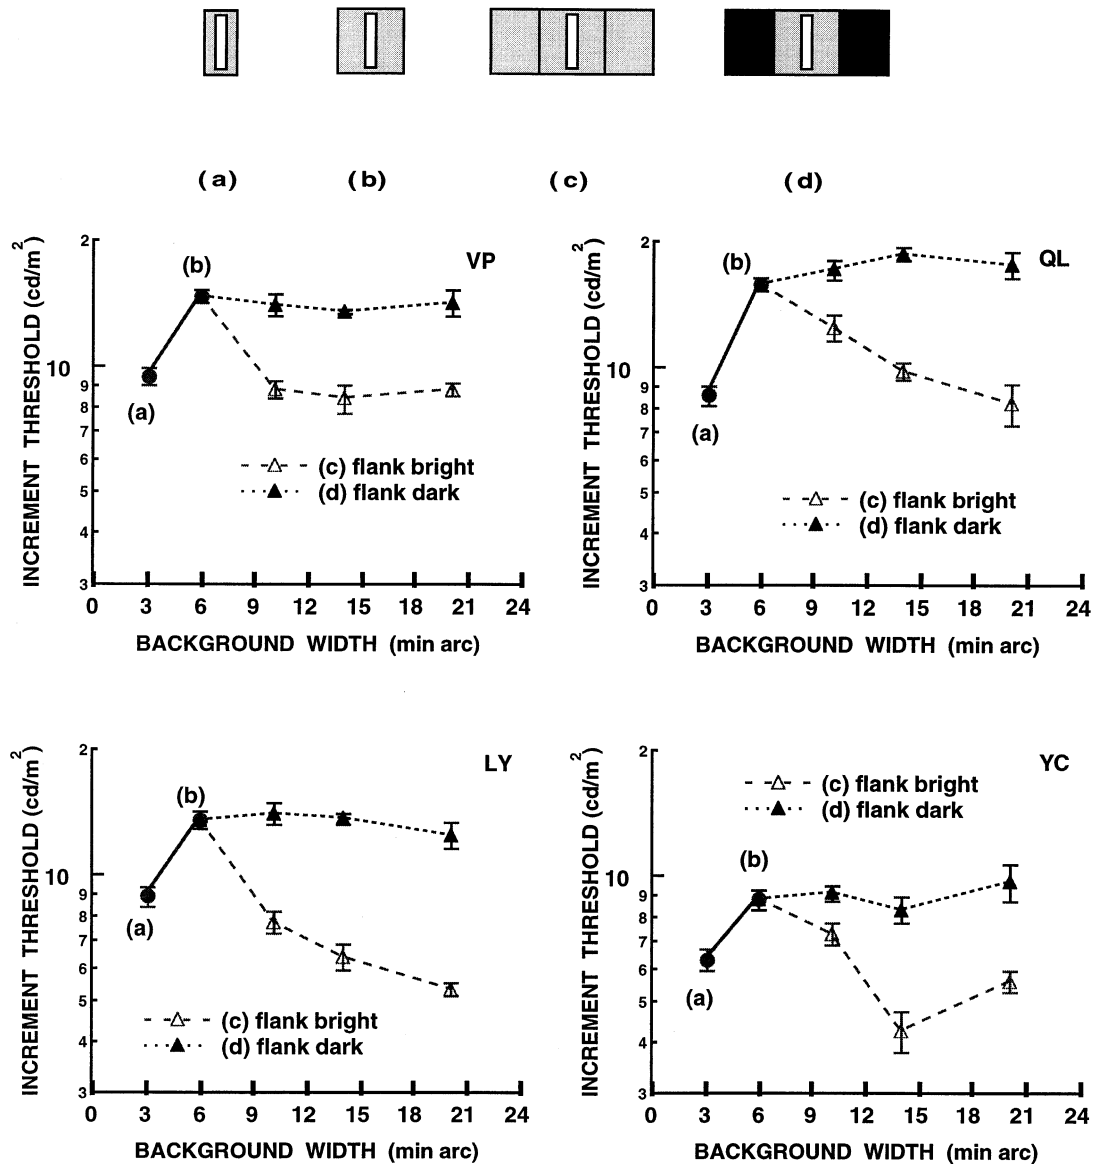 (a) (b) (c) (d)
INCREMENT THRESHOLD (cd/m2)
2
10
9
8
7
6
5
4
3
(b)
(a)
VP
(c) flank bright
(d) flank dark
0 3 6 9 12 15 18 21 24
BACKGROUND WIDTH (min arc)
INCREMENT THRESHOLD (cd/m2)
2
10
9
8
7
6
5
4
3
(b)
(a)
QL
(c) flank bright
(d) flank dark
0 3 6 9 12 15 18 21 24
BACKGROUND WIDTH (min arc)
INCREMENT THRESHOLD (cd/m2)
2
10
9
8
7
6
5
4
3
(b)
(a)
LY
(c) flank bright
(d) flank dark
0 3 6 9 12 15 18 21 24
BACKGROUND WIDTH (min arc)
INCREMENT THRESHOLD (cd/m2)
2
10
9
8
7
6
5
4
3
YC
(c) flank bright
(d) flank dark
(b)
(a)
0 3 6 9 12 15 18 21 24
BACKGROUND WIDTH (min arc)